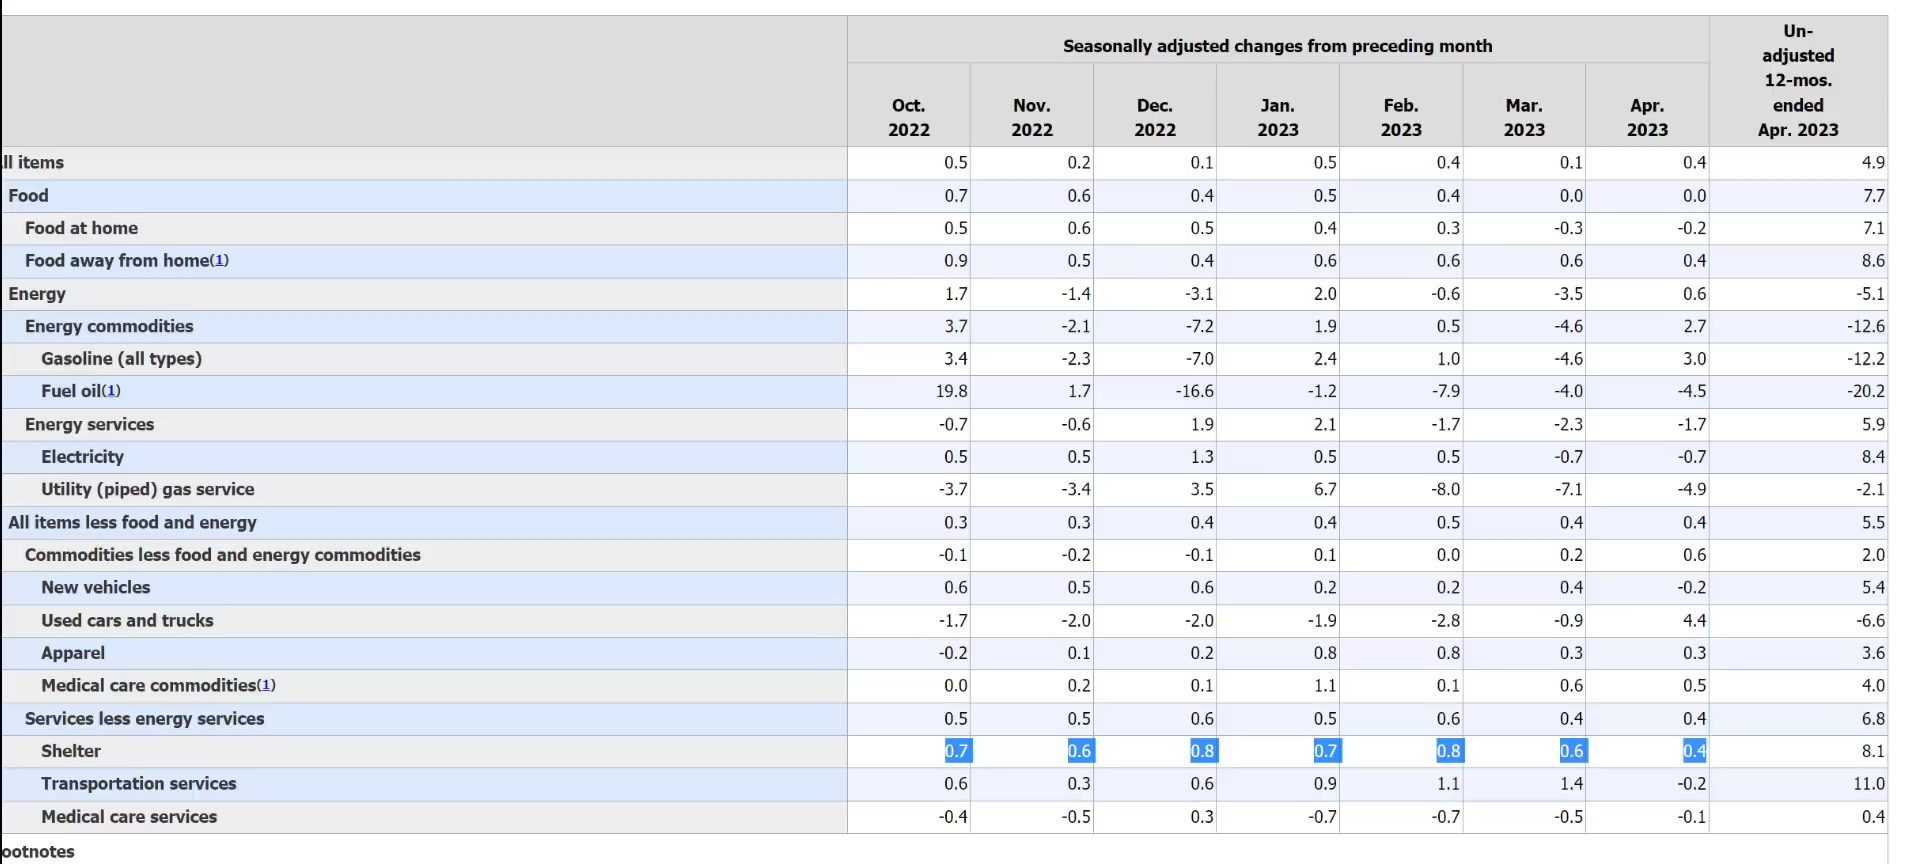 Seasonally adjusted changes from preceding month
Un-
adjusted
12-mos.
ended
Apr. 2023
Oct.
2022
Nov.
2022
Dec.
2022
Jan.
2023
Feb.
2023
Mar.
2023
Apr.
2023
ll items 0.5 0.2 0.1 0.5 0.4 0.1 0.4 4.9
Food 0.7 0.6 0.4 0.5 0.4 0.0 0.0 7.7
Food at home 0.5 0.6 0.5 0.4 0.3 -0.3 -0.2 7.1
Food away from home(1) 0.9 0.5 0.4 0.6 0.6 0.6 0.4 8.6
Energy 1.7 -1.4 -3.1 2.0 -0.6 -3.5 0.6 -5.1
Energy commodities 3.7 -2.1 -7.2 1.9 0.5 -4.6 2.7 -12.6
Gasoline (all types) 3.4 -2.3 -7.0 2.4 1.0 -4.6 3.0 -12.2
Fuel oil(1) 19.8 1.7 -16.6 -1.2 -7.9 -4.0 -4.5 -20.2
Energy services -0.7 -0.6 1.9 2.1 -1.7 -2.3 -1.7 5.9
Electricity 0.5 0.5 1.3 0.5 0.5 -0.7 -0.7 8.4
Utility (piped) gas service -3.7 -3.4 3.5 6.7 -8.0 -7.1 -4.9 -2.1
All items less food and energy 0.3 0.3 0.4 0.4 0.5 0.4 0.4 5.5
Commodities less food and energy commodities -0.1 -0.2 -0.1 0.1 0.0 0.2 0.6 2.0
New vehicles 0.6 0.5 0.6 0.2 0.2 0.4 -0.2 5.4
Used cars and trucks -1.7 -2.0 -2.0 -1.9 -2.8 -0.9 4.4 -6.6
Apparel -0.2 0.1 0.2 0.8 0.8 0.3 0.3 3.6
Medical care commodities(1) 0.0 0.2 0.1 1.1 0.1 0.6 0.5 4.0
Services less energy services 0.5 0.5 0.6 0.5 0.6 0.4 0.4 6.8
Shelter 0.7 0.6 0.8 0.7 0.8 0.6 0.4 8.1
Transportation services 0.6 0.3 0.6 0.9 1.1 1.4 -0.2 11.0
Medical care services -0.4 -0.5 0.3 -0.7 -0.7 -0.5 -0.1 0.4
ootnotes